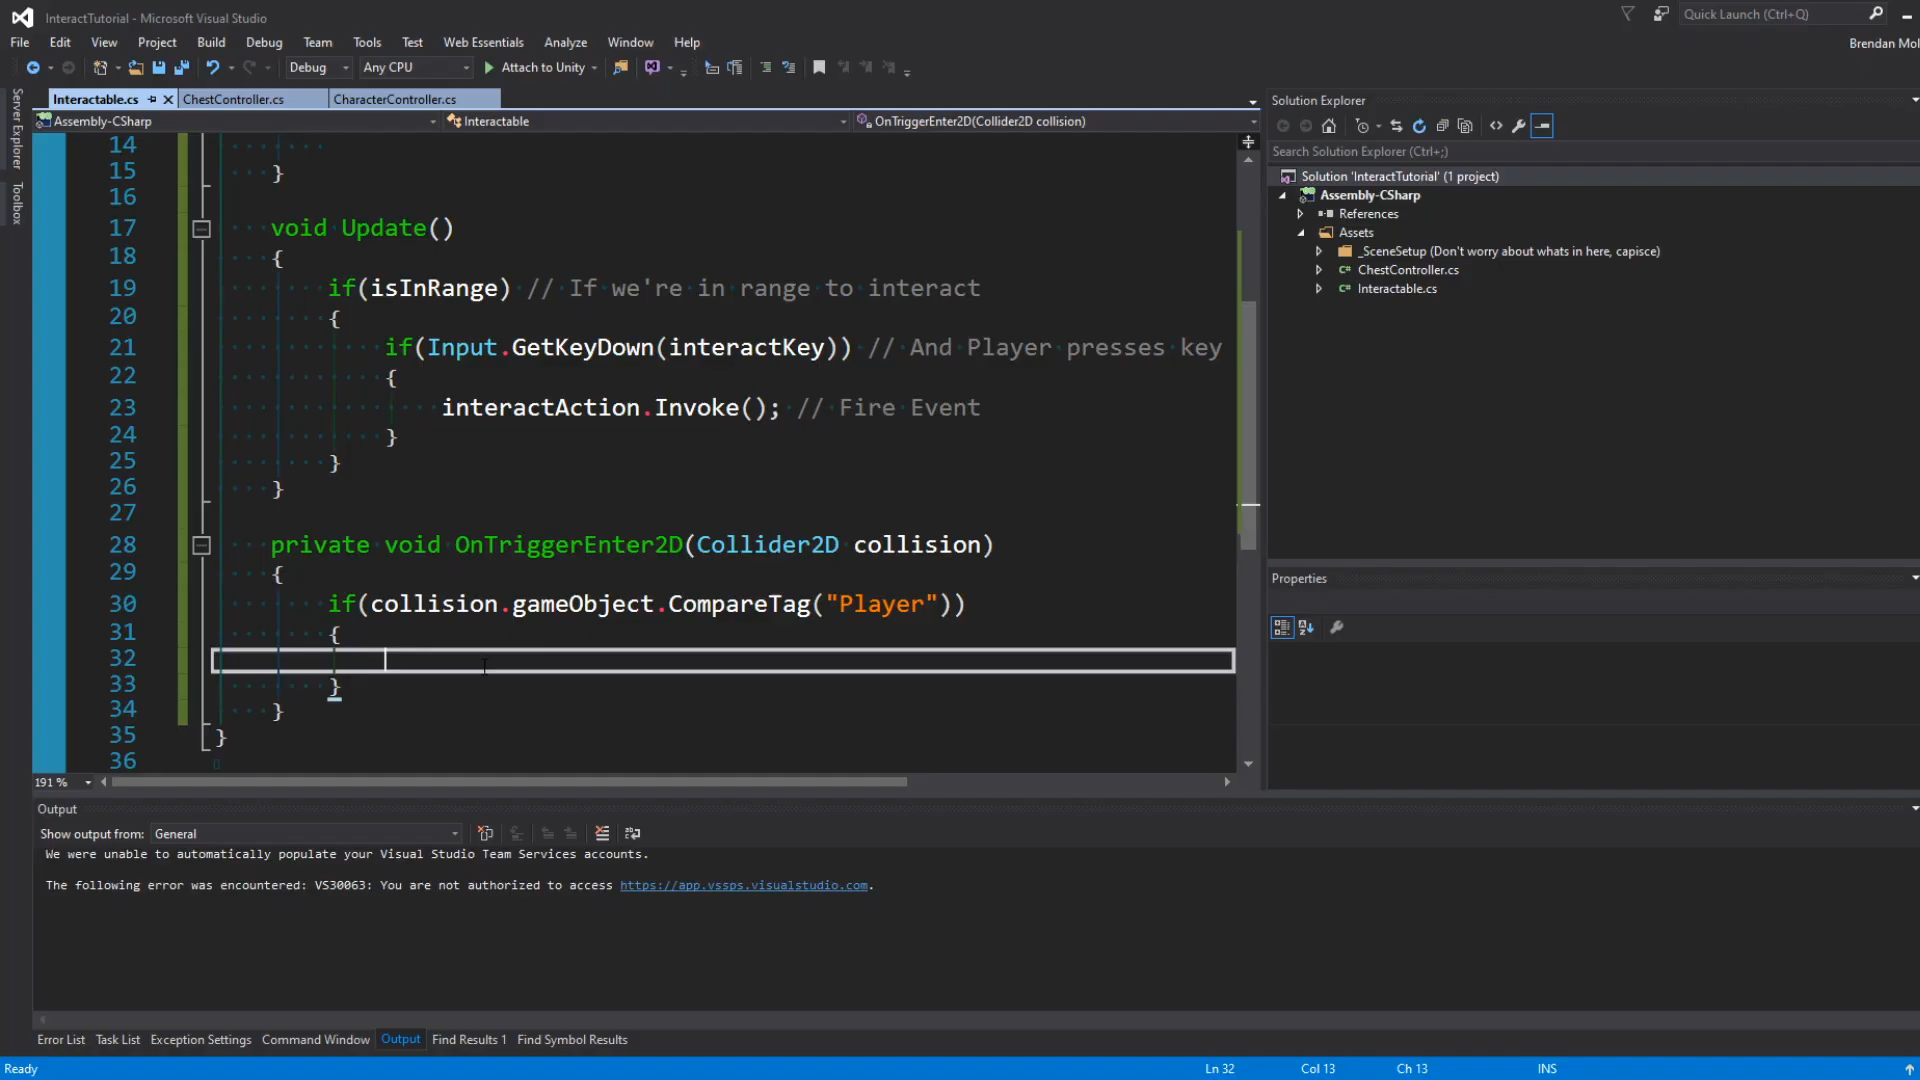 InteractTutorial - Microsoft Visual Studio
Quick Launch (Ctrl+Q)
File Edit View Project Build Debug Team Tools Test Web Essentials Analyze Window Help
Brendan Mol
Debug Any CPU Attach to Unity
Server Explorer
Toolbox
Interactable.cs ChestController.cs CharacterController.cs
Assembly-CSharp Interactable OnTriggerEnter2D(Collider2D collision)
14
15 }
16
17 void Update()
18 {
19 if(isInRange) // If we're in range to interact
20 {
21 if(Input.GetKeyDown(interactKey)) // And Player presses key
22 {
23 interactAction.Invoke(); // Fire Event
24 }
25 }
26 }
27
28 private void OnTriggerEnter2D(Collider2D collision)
29 {
30 if(collision.gameObject.CompareTag("Player"))
31 {
32
33 }
34 }
35 }
36
191 %
Solution Explorer
Search Solution Explorer (Ctrl+;)
Solution 'InteractTutorial' (1 project)
Assembly-CSharp
References
Assets
_SceneSetup (Don't worry about whats in here, capisce)
ChestController.cs
Interactable.cs
Properties
Output
Show output from: General
We were unable to automatically populate your Visual Studio Team Services accounts.
The following error was encountered: VS30063: You are not authorized to access https://app.vssps.visualstudio.com.
Error List Task List Exception Settings Command Window Output Find Results 1 Find Symbol Results
Ready Ln 32 Col 13 Ch 13 INS